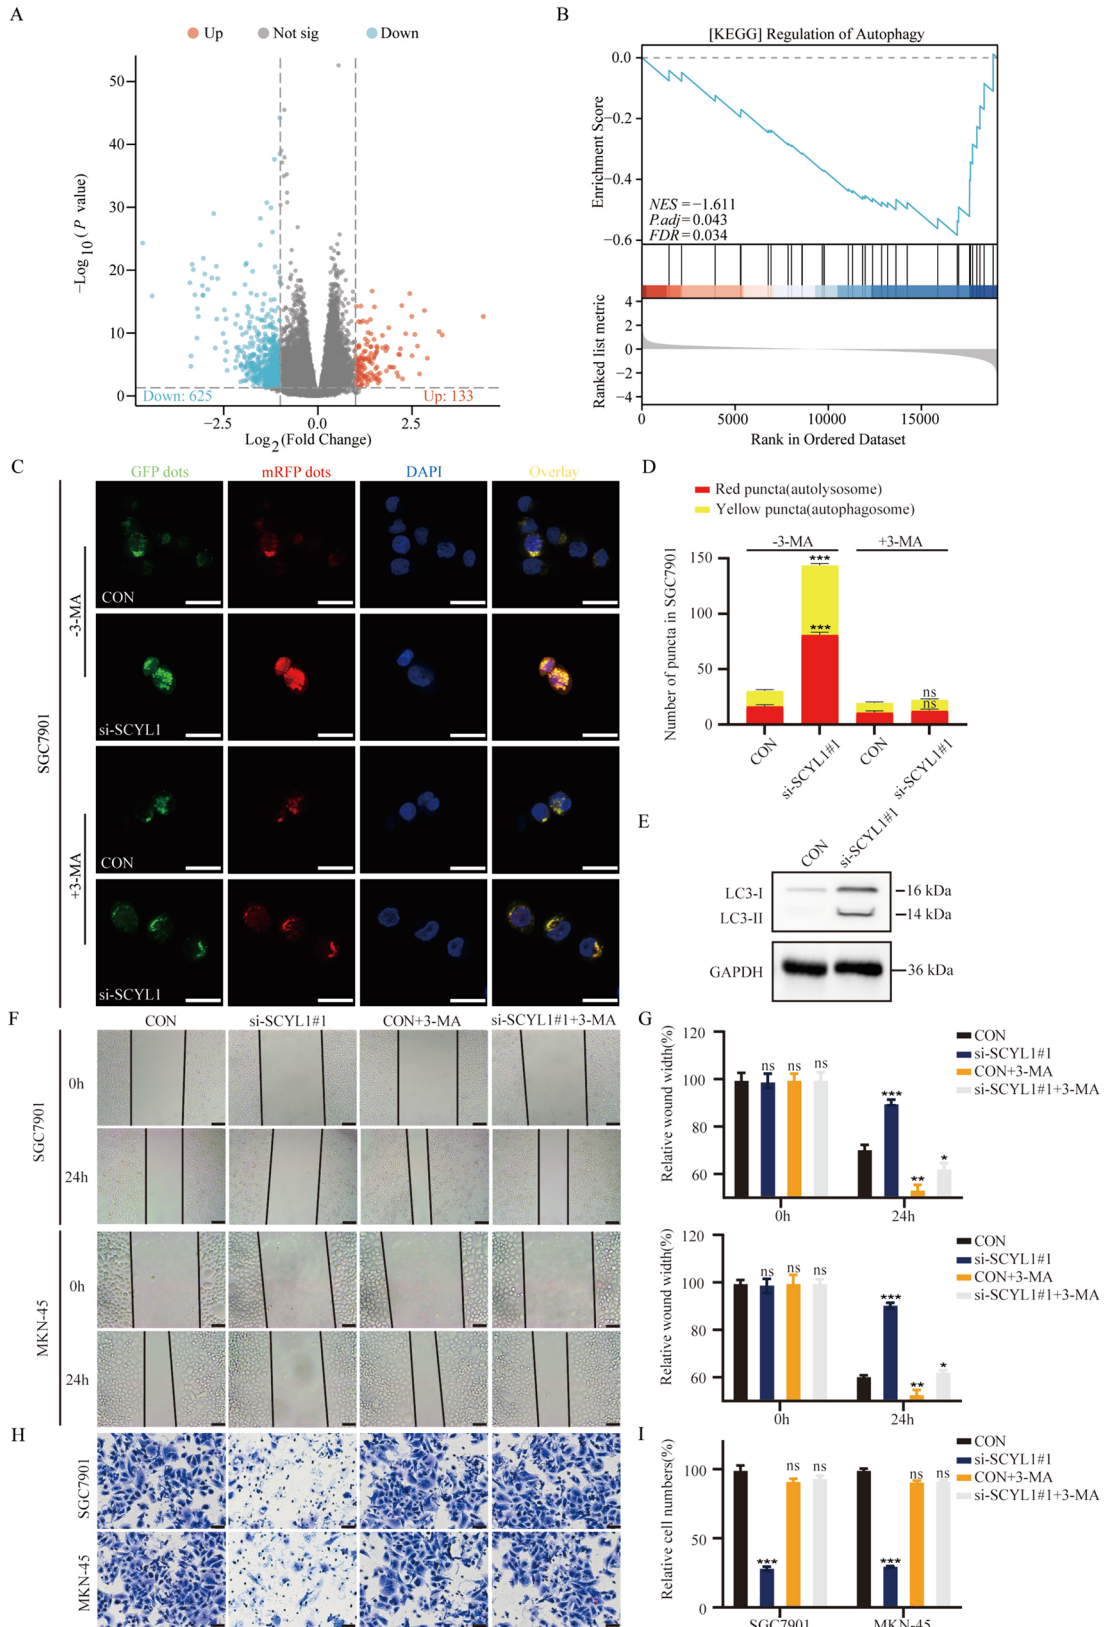 A
Up Not sig Down
−Log10 (P value)
50
40
30
20
10
0
Down: 625 Up: 133
−2.5 0.0 2.5
Log2 (Fold Change)
B
[KEGG] Regulation of Autophagy
Enrichment Score
0.0
−0.2
−0.4
−0.6
NES = −1.611
P.adj = 0.043
FDR = 0.034
Ranked list metric
4
2
0
−2
−4
0 5000 10000 15000
Rank in Ordered Dataset
C
GFP dots mRFP dots DAPI Overlay
SGC7901
-3-MA
CON
si-SCYL1
+3-MA
CON
si-SCYL1
D
Red puncta(autolysosome)
Yellow puncta(autophagosome)
Number of puncta in SGC7901
-3-MA +3-MA
150
100
50
0
***
***
ns
ns
CON si-SCYL1#1 CON si-SCYL1#1
E
CON si-SCYL1#1
LC3-I 16 kDa
LC3-II 14 kDa
GAPDH 36 kDa
F
CON si-SCYL1#1 CON+3-MA si-SCYL1#1+3-MA
SGC7901
0h
24h
MKN-45
0h
24h
G
Relative wound width(%)
120
100
80
60
ns ns ns
*** ** *
0h 24h
CON
si-SCYL1#1
CON+3-MA
si-SCYL1#1+3-MA
Relative wound width(%)
120
100
80
60
ns ns ns
*** ** *
0h 24h
CON
si-SCYL1#1
CON+3-MA
si-SCYL1#1+3-MA
H
SGC7901
MKN-45
I
Relative cell numbers(%)
100
50
0
*** ns ns
*** ns ns
SGC7901 MKN-45
CON
si-SCYL1#1
CON+3-MA
si-SCYL1#1+3-MA